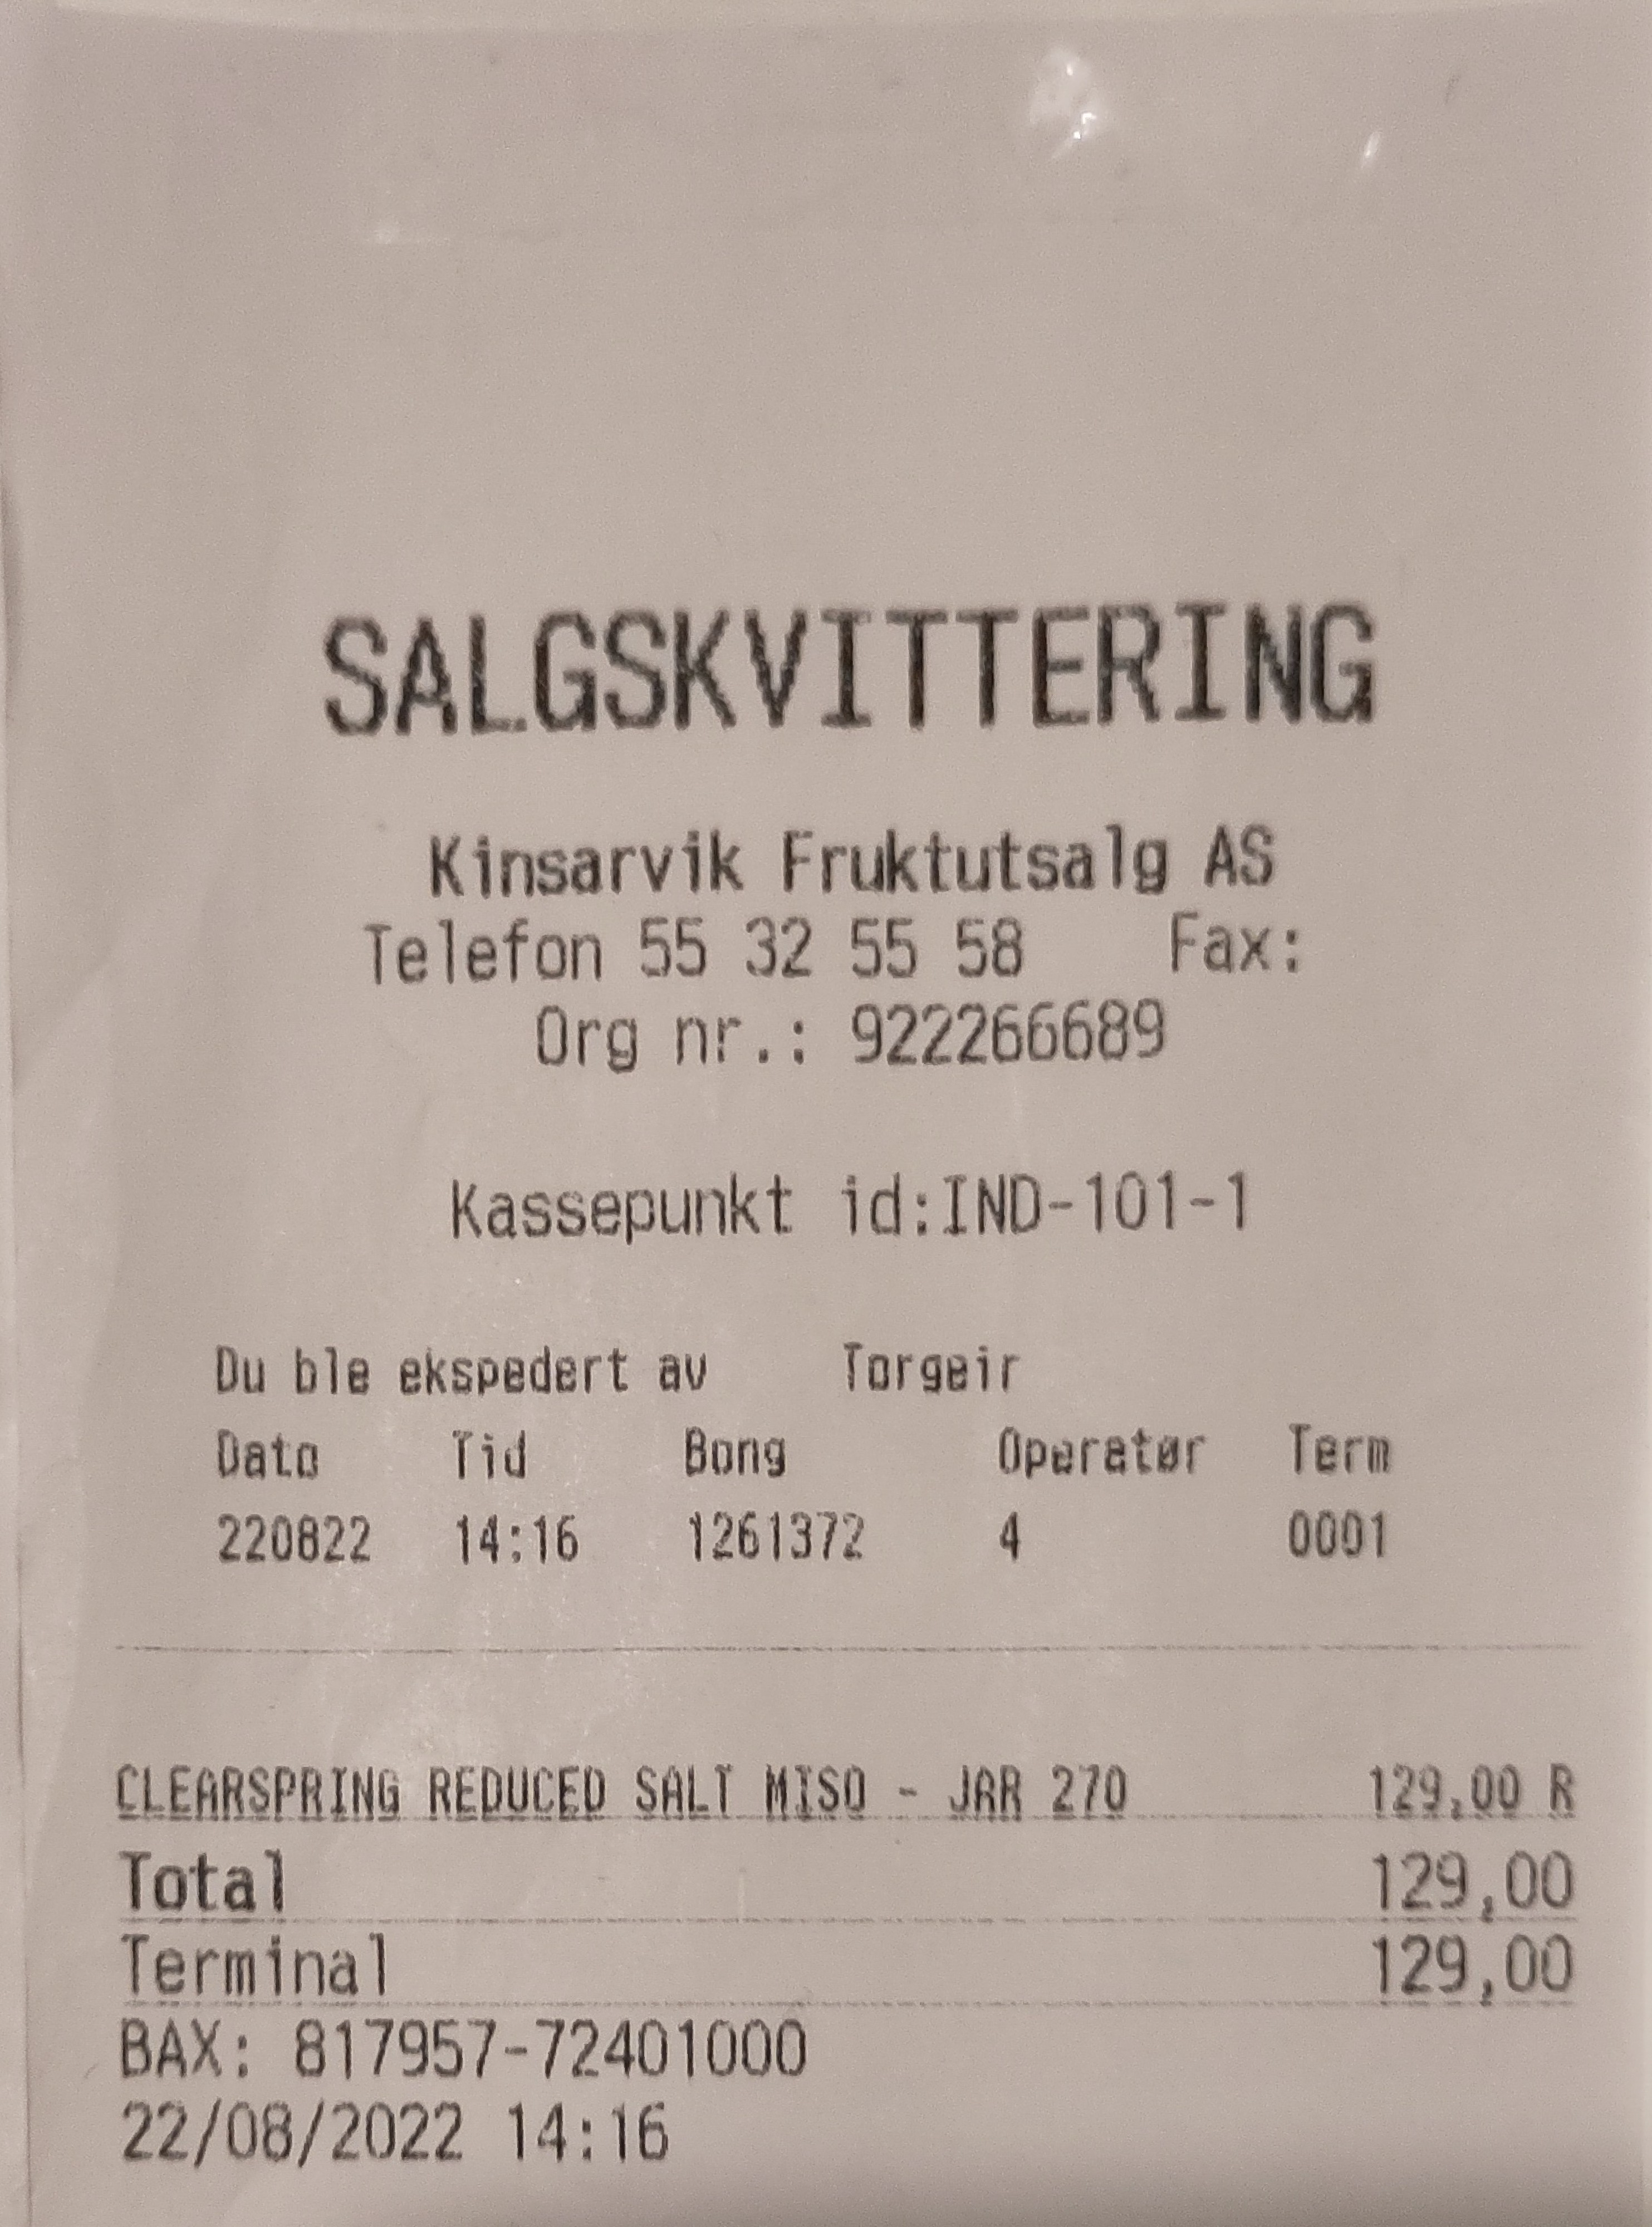 SALGSKVITTERING
Kinsarvik Fruktutsalg AS
Telefon 55 32 55 58 Fax:
Org nr.: 922266689
Kassepunkt id:IND-101-1
Du ble ekspedert av Torgeir
Dato Tid Bong Operatør Term
220822 14:16 1261372 4 0001
CLEARSPRING REDUCED SALT MISO - JAR 270 129,00 R
Total 129,00
Terminal 129,00
BAX: 817957-72401000
22/08/2022 14:16